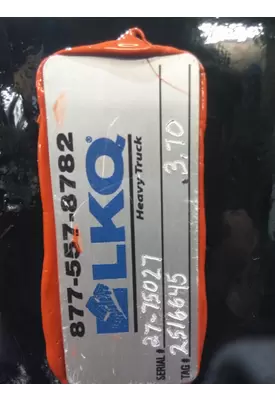 877-557-8782
LKQ®
Heavy Truck
SERIAL# 27-75027
TAG# 2516645 3.70